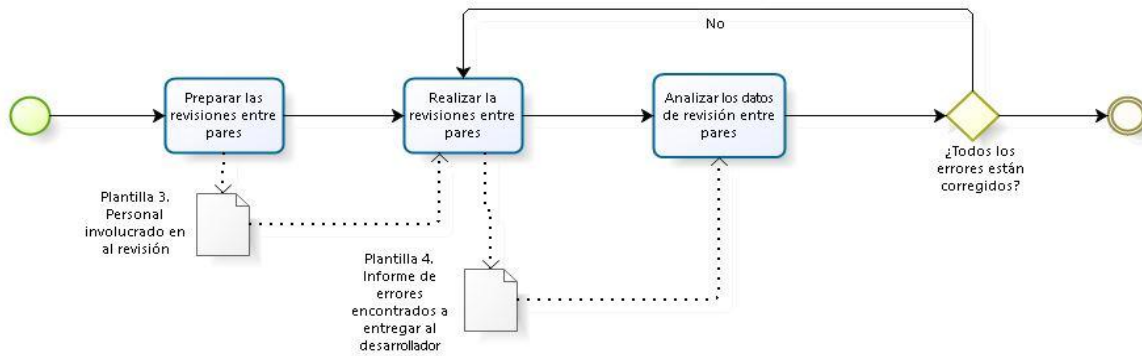 No
Preparar las
revisiones entre
pares
Realizar la
revisiones entre
pares
Analizar los datos
de revisión entre
pares
¿Todos los
errores están
corregidos?
Plantilla 3.
Personal
involucrado en
al revisión
Plantilla 4.
Informe de
errores
encontrados a
entregar al
desarrollador